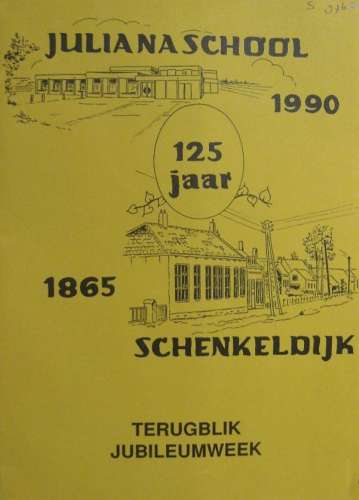 JULIANASCHOOL
1990
125
jaar
1865
SCHENKELDIJK
TERUGBLIK
JUBILEUMWEEK